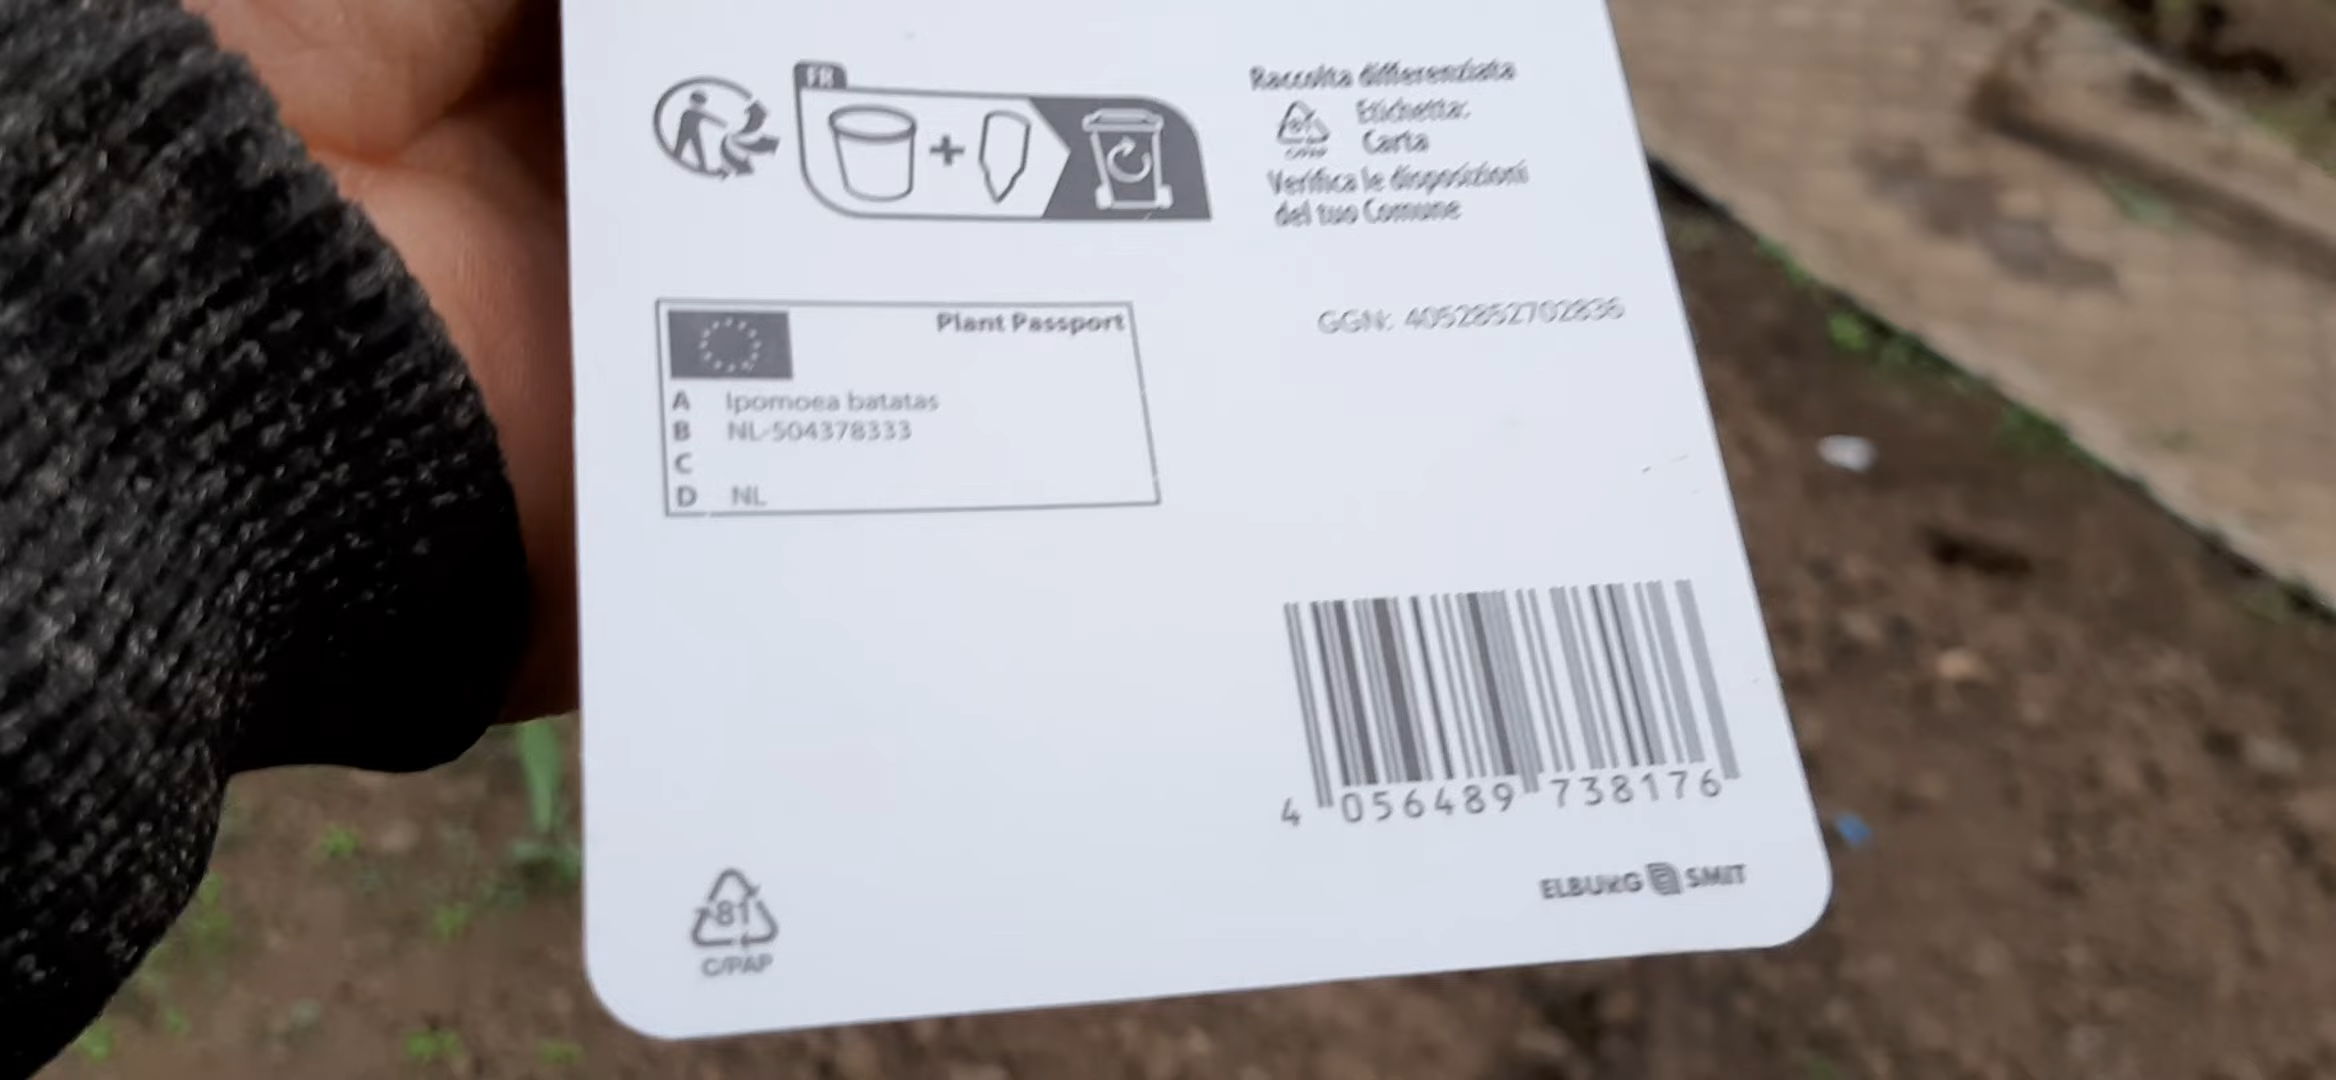 FR
Raccolta differenziata
81
C/PAP
Etichetta:
Carta
Verifica le disposizioni
del tuo Comune
Plant Passport
GGN: 4052852702836
A Ipomoea batatas
B NL-504378333
C
D NL
4 056489 738176
81
C/PAP
ELBURG SMIT